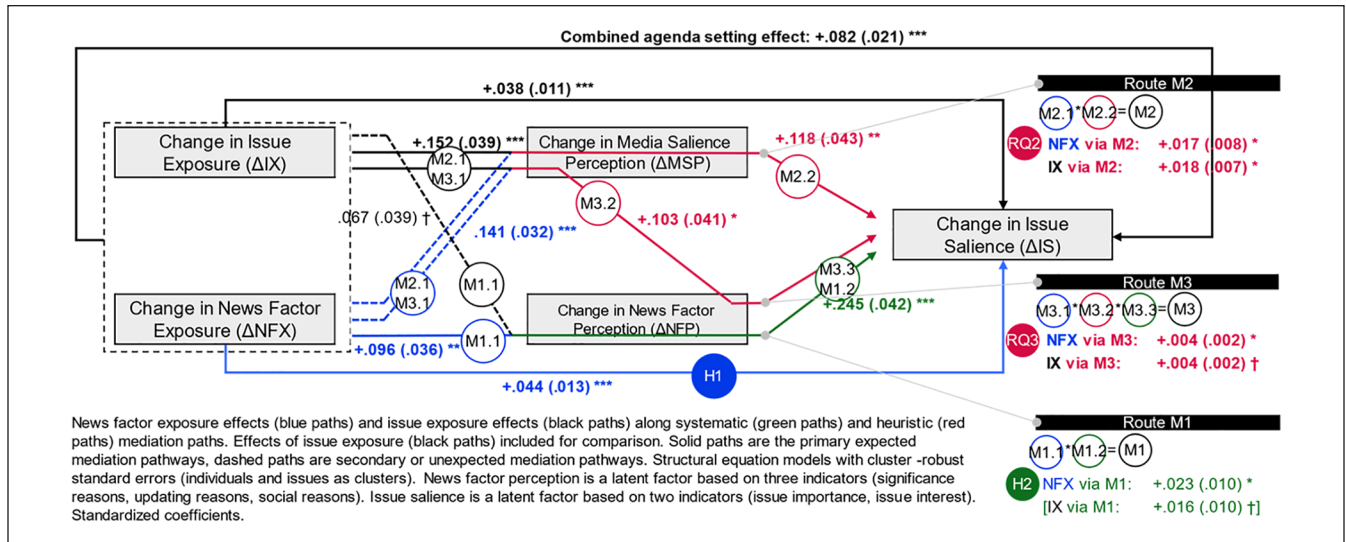 Combined agenda setting effect: +.082 (.021) ***
+.038 (.011) ***
Change in Issue
Exposure (ΔIX)
+.152 (.039) ***
M2.1
M3.1
Change in Media Salience
Perception (ΔMSP)
+.118 (.043) **
M2.2
M3.2
.067 (.039) †
.141 (.032) ***
+.103 (.041) *
Change in Issue
Salience (ΔIS)
M2.1
M3.1
M1.1
M3.3
M1.2
Change in News Factor
Exposure (ΔNFX)
Change in News Factor
Perception (ΔNFP)
+.245 (.042) ***
M1.1
+.096 (.036) **
H1
+.044 (.013) ***
Route M2
M2.1*M2.2= M2
RQ2 NFX via M2: +.017 (.008) *
IX via M2: +.018 (.007) *
Route M3
M3.1*M3.2*M3.3= M3
RQ3 NFX via M3: +.004 (.002) *
IX via M3: +.004 (.002) †
Route M1
M1.1*M1.2= M1
H2 NFX via M1: +.023 (.010) *
[IX via M1: +.016 (.010) †]
News factor exposure effects (blue paths) and issue exposure effects (black paths) along systematic (green paths) and heuristic (red
paths) mediation paths. Effects of issue exposure (black paths) included for comparison. Solid paths are the primary expected
mediation pathways, dashed paths are secondary or unexpected mediation pathways. Structural equation models with cluster -robust
standard errors (individuals and issues as clusters). News factor perception is a latent factor based on three indicators (significance
reasons, updating reasons, social reasons). Issue salience is a latent factor based on two indicators (issue importance, issue interest).
Standardized coefficients.